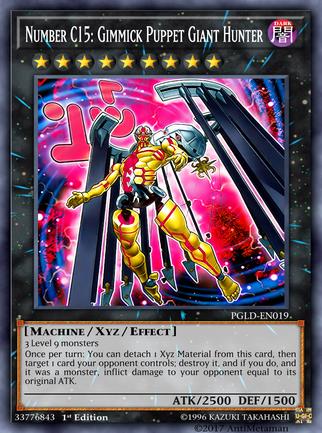 NUMBER C15: GIMMICK PUPPET GIANT HUNTER
DARK
闇
PGLD-EN019
[MACHINE / XYZ / EFFECT]
3 Level 9 monsters
Once per turn: You can detach 1 Xyz Material from this card, then
target 1 card your opponent controls; destroy it, and if you do, and
it was a monster, inflict damage to your opponent equal to its
original ATK.
ATK/2500 DEF/1500
33776843 1st Edition ©1996 KAZUKI TAKAHASHI
©2017 AntiMetaman